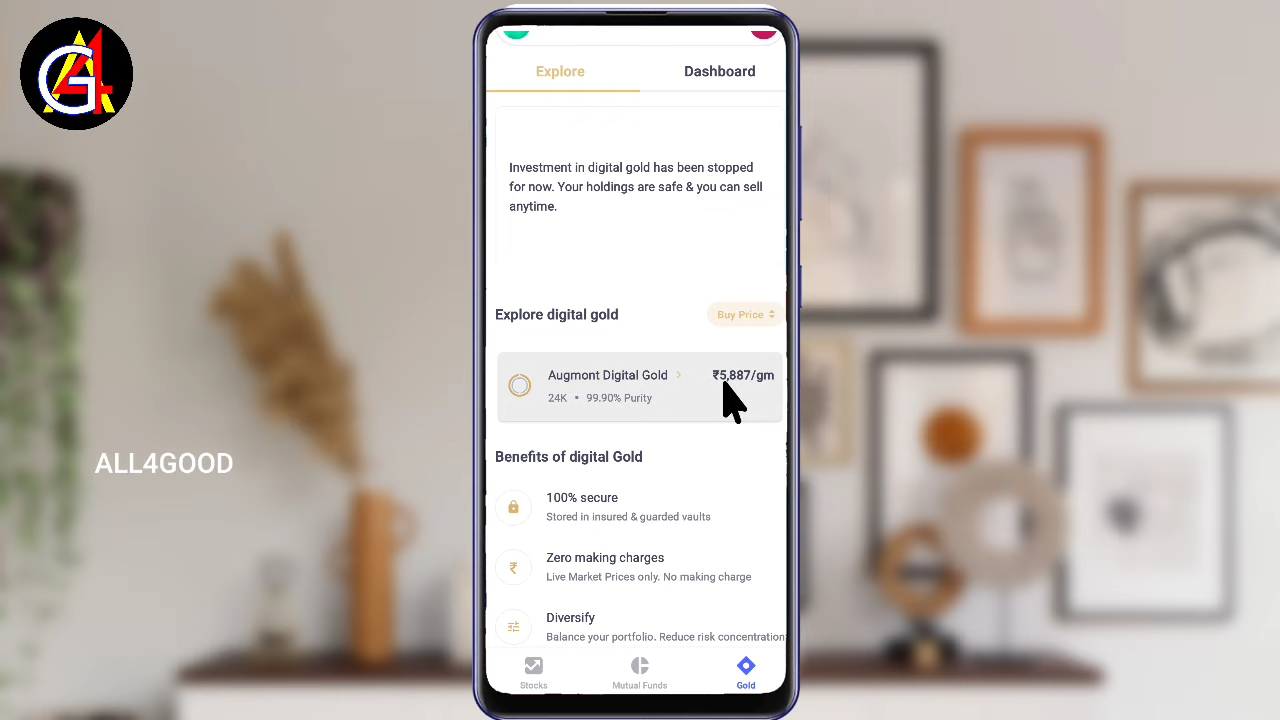 G4
Explore
Dashboard
Investment in digital gold has been stopped
for now. Your holdings are safe & you can sell
anytime.
Explore digital gold
Buy Price
Augmont Digital Gold
₹5,887/gm
24K • 99.90% Purity
ALL4GOOD
Benefits of digital Gold
100% secure
Stored in insured & guarded vaults
Zero making charges
Live Market Prices only. No making charge
Diversify
Balance your portfolio. Reduce risk concentration
Stocks
Mutual Funds
Gold